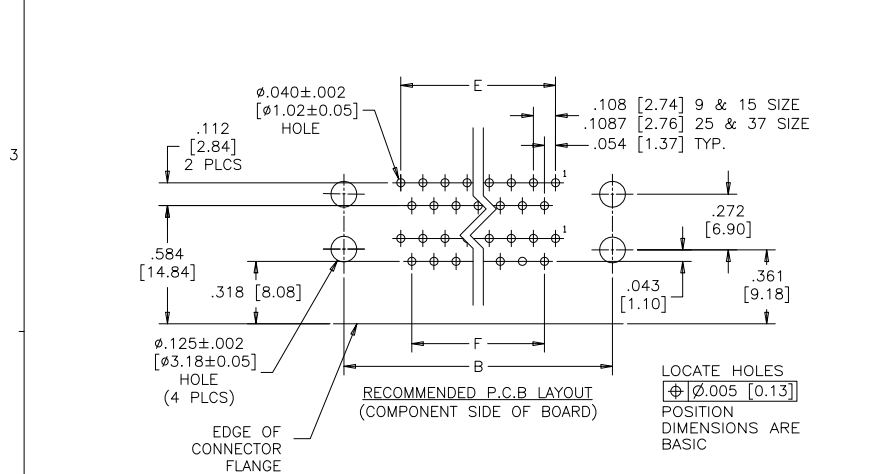 E
ø.040±.002
[ø1.02±0.05]
HOLE
.108 [2.74] 9 & 15 SIZE
.1087 [2.76] 25 & 37 SIZE
.054 [1.37] TYP.
.112
[2.84]
2 PLCS
3
1
.272
[6.90]
1
.584
[14.84]
.318 [8.08]
.043
[1.10]
.361
[9.18]
ø.125±.002
[ø3.18±0.05]
HOLE
(4 PLCS)
F
B
RECOMMENDED P.C.B LAYOUT
(COMPONENT SIDE OF BOARD)
LOCATE HOLES
⌖ Ø.005 [0.13]
POSITION
DIMENSIONS ARE
BASIC
EDGE OF
CONNECTOR
FLANGE